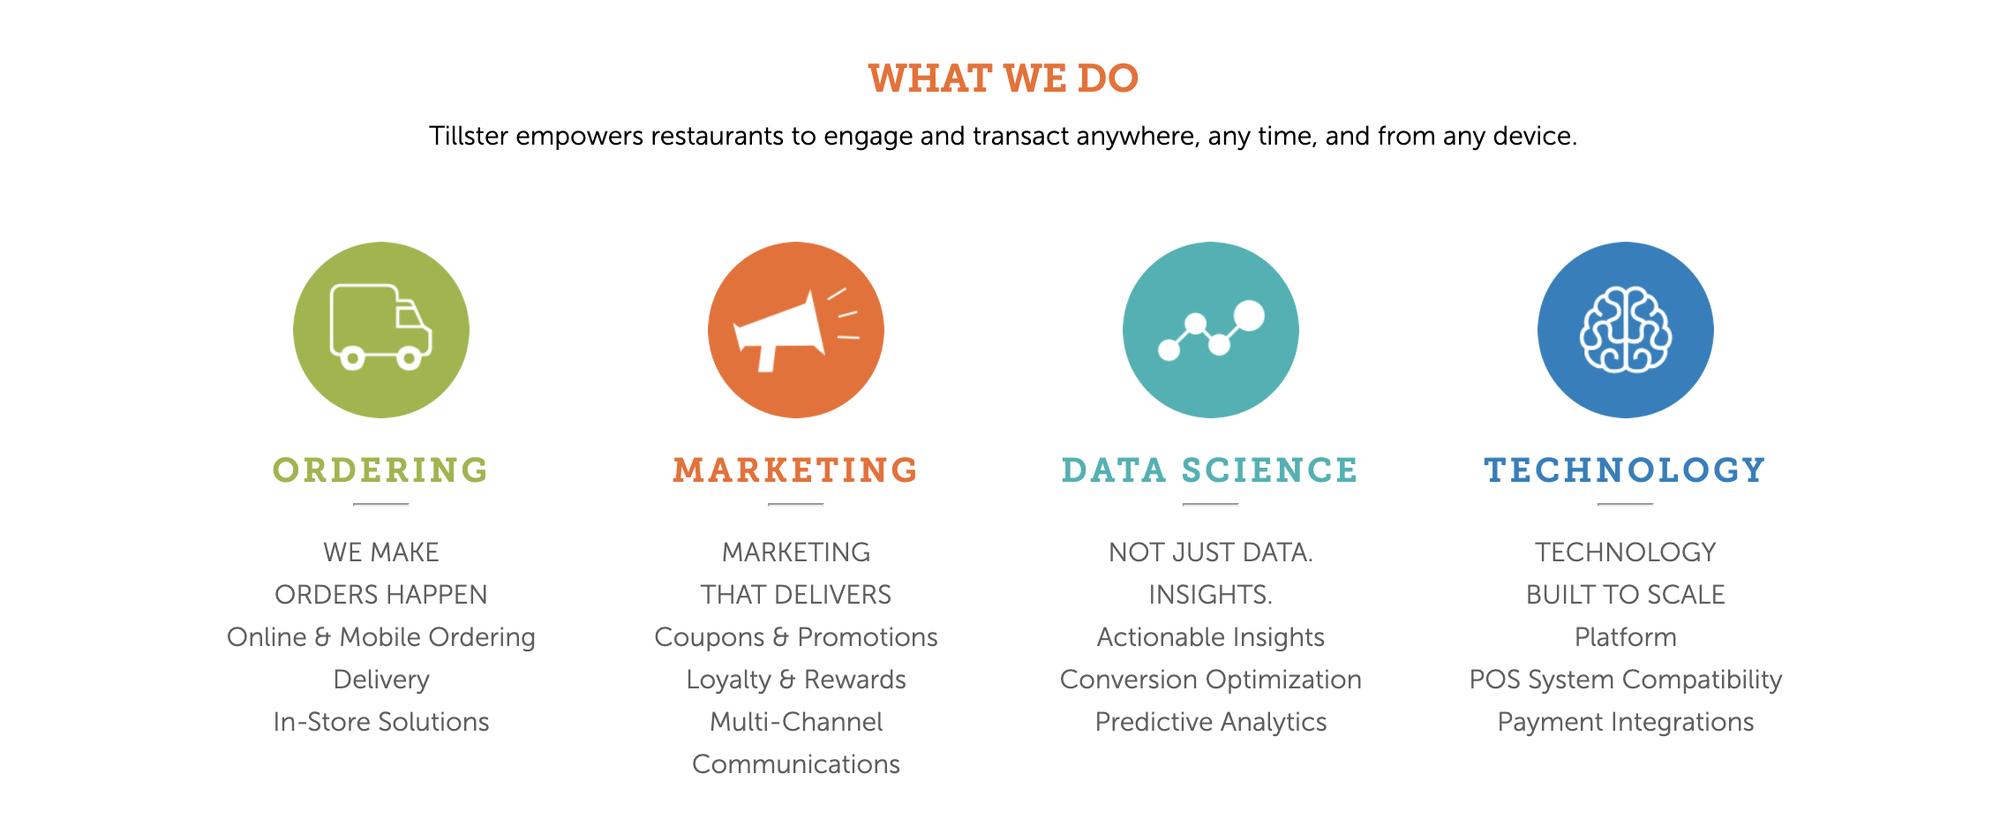 WHAT WE DO
Tillster empowers restaurants to engage and transact anywhere, any time, and from any device.
ORDERING
WE MAKE
ORDERS HAPPEN
Online & Mobile Ordering
Delivery
In-Store Solutions
MARKETING
MARKETING
THAT DELIVERS
Coupons & Promotions
Loyalty & Rewards
Multi-Channel
Communications
DATA SCIENCE
NOT JUST DATA.
INSIGHTS.
Actionable Insights
Conversion Optimization
Predictive Analytics
TECHNOLOGY
TECHNOLOGY
BUILT TO SCALE
Platform
POS System Compatibility
Payment Integrations